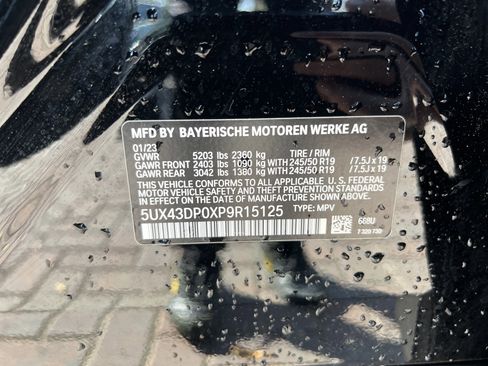 MFD BY BAYERISCHE MOTOREN WERKE AG
01/23
GVWR 5203 lbs 2360 kg TIRE / RIM
GAWR FRONT 2403 lbs 1090 kg WITH 245/50 R19 /7.5J x 19
GAWR REAR 3042 lbs 1380 kg WITH 245/50 R19 /7.5J x 19
THIS VEHICLE CONFORMS TO ALL APPLICABLE U.S. FEDERAL
MOTOR VEHICLE SAFETY AND THEFT PREVENTION STANDARDS IN
EFFECT ON THE DATE OF MANUFACTURE SHOWN ABOVE.
5UX43DP0XP9R15125 TYPE: MPV
668U
7 320 730